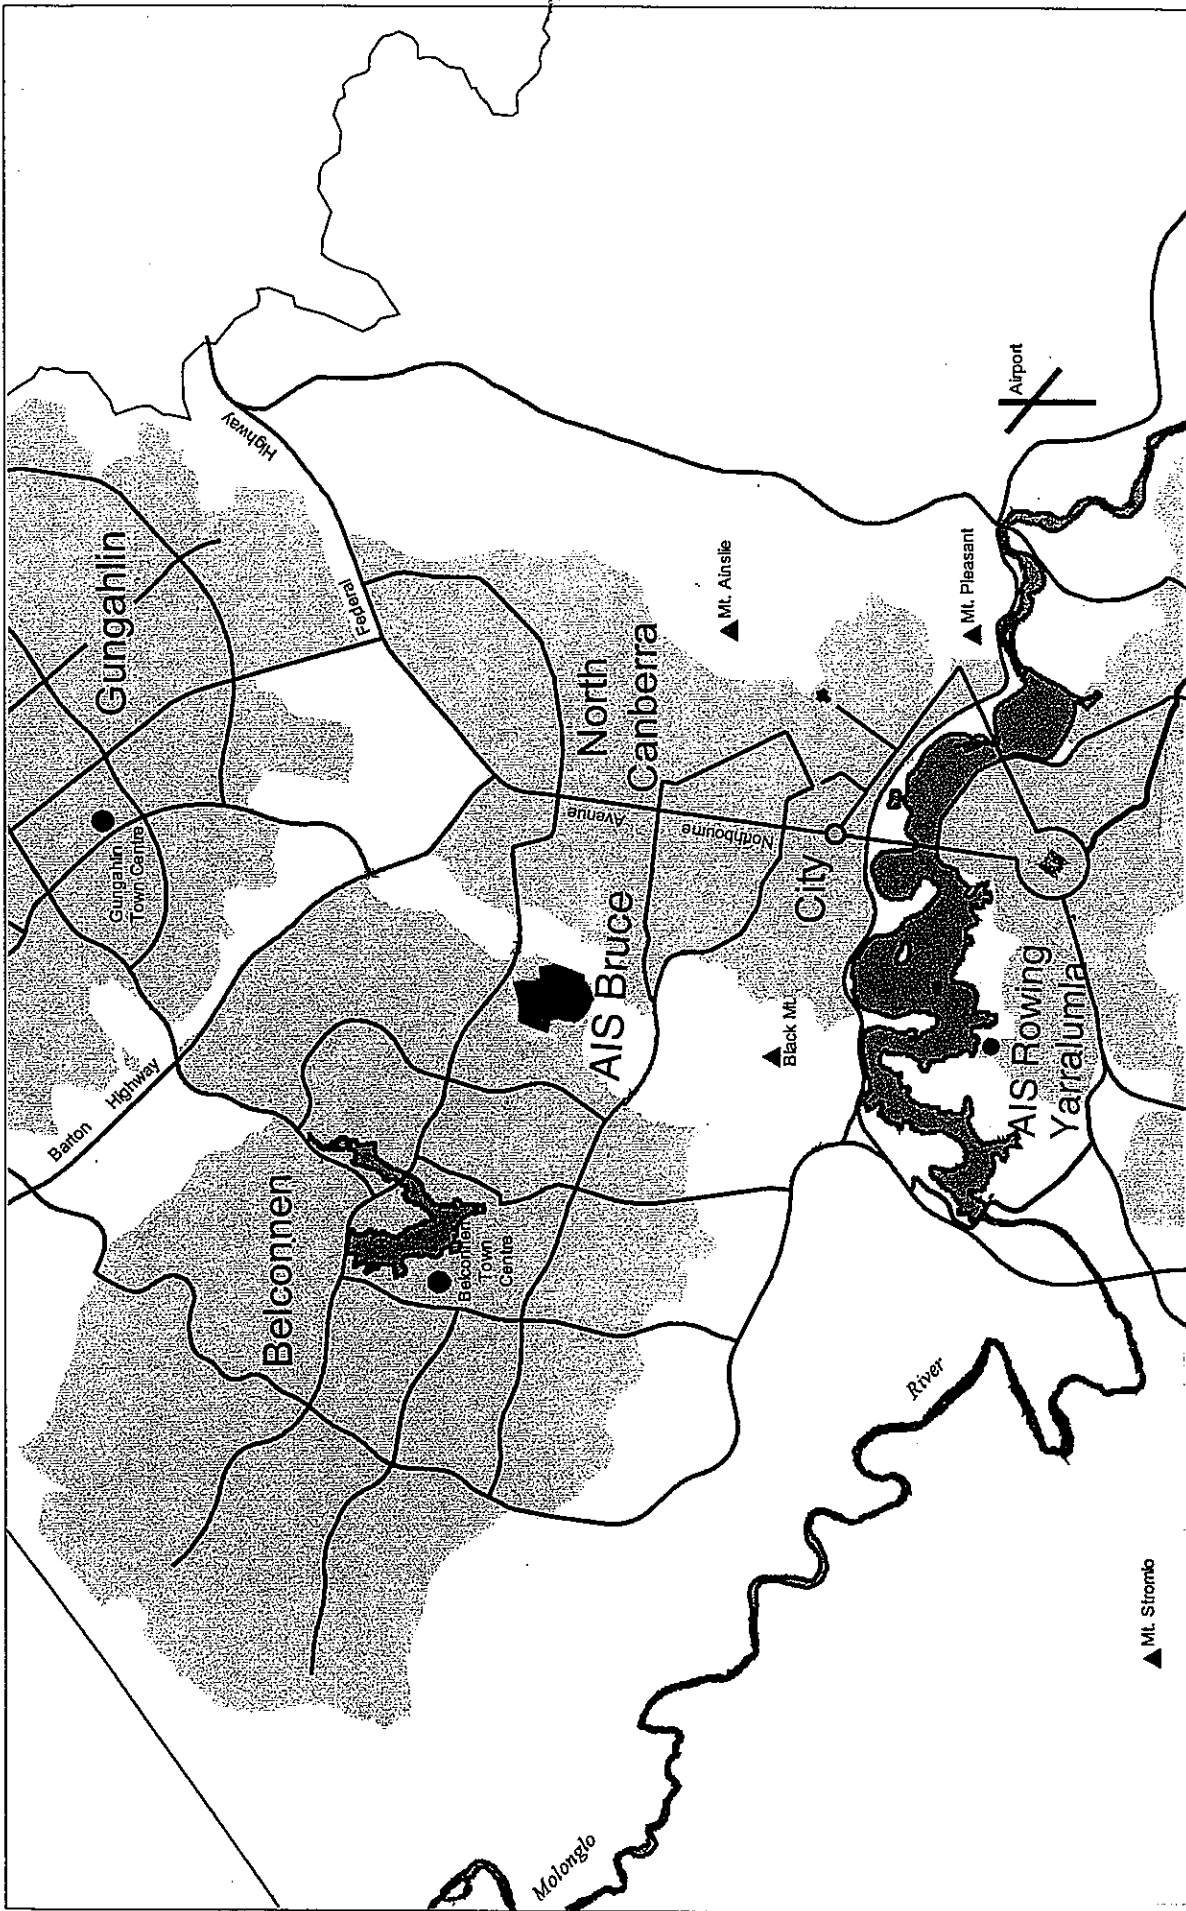 Gungahlin
Gungahlin
Town Centre
Barton
Highway
Federal
Highway
Belconnen
Belconnen
Town
Centre
North
Canberra
AIS Bruce
Northbourne
Avenue
Mt. Ainslie
Black Mt.
City
Mt. Pleasant
Airport
AIS Rowing
Yarralumla
Molonglo
River
Mt. Stromlo